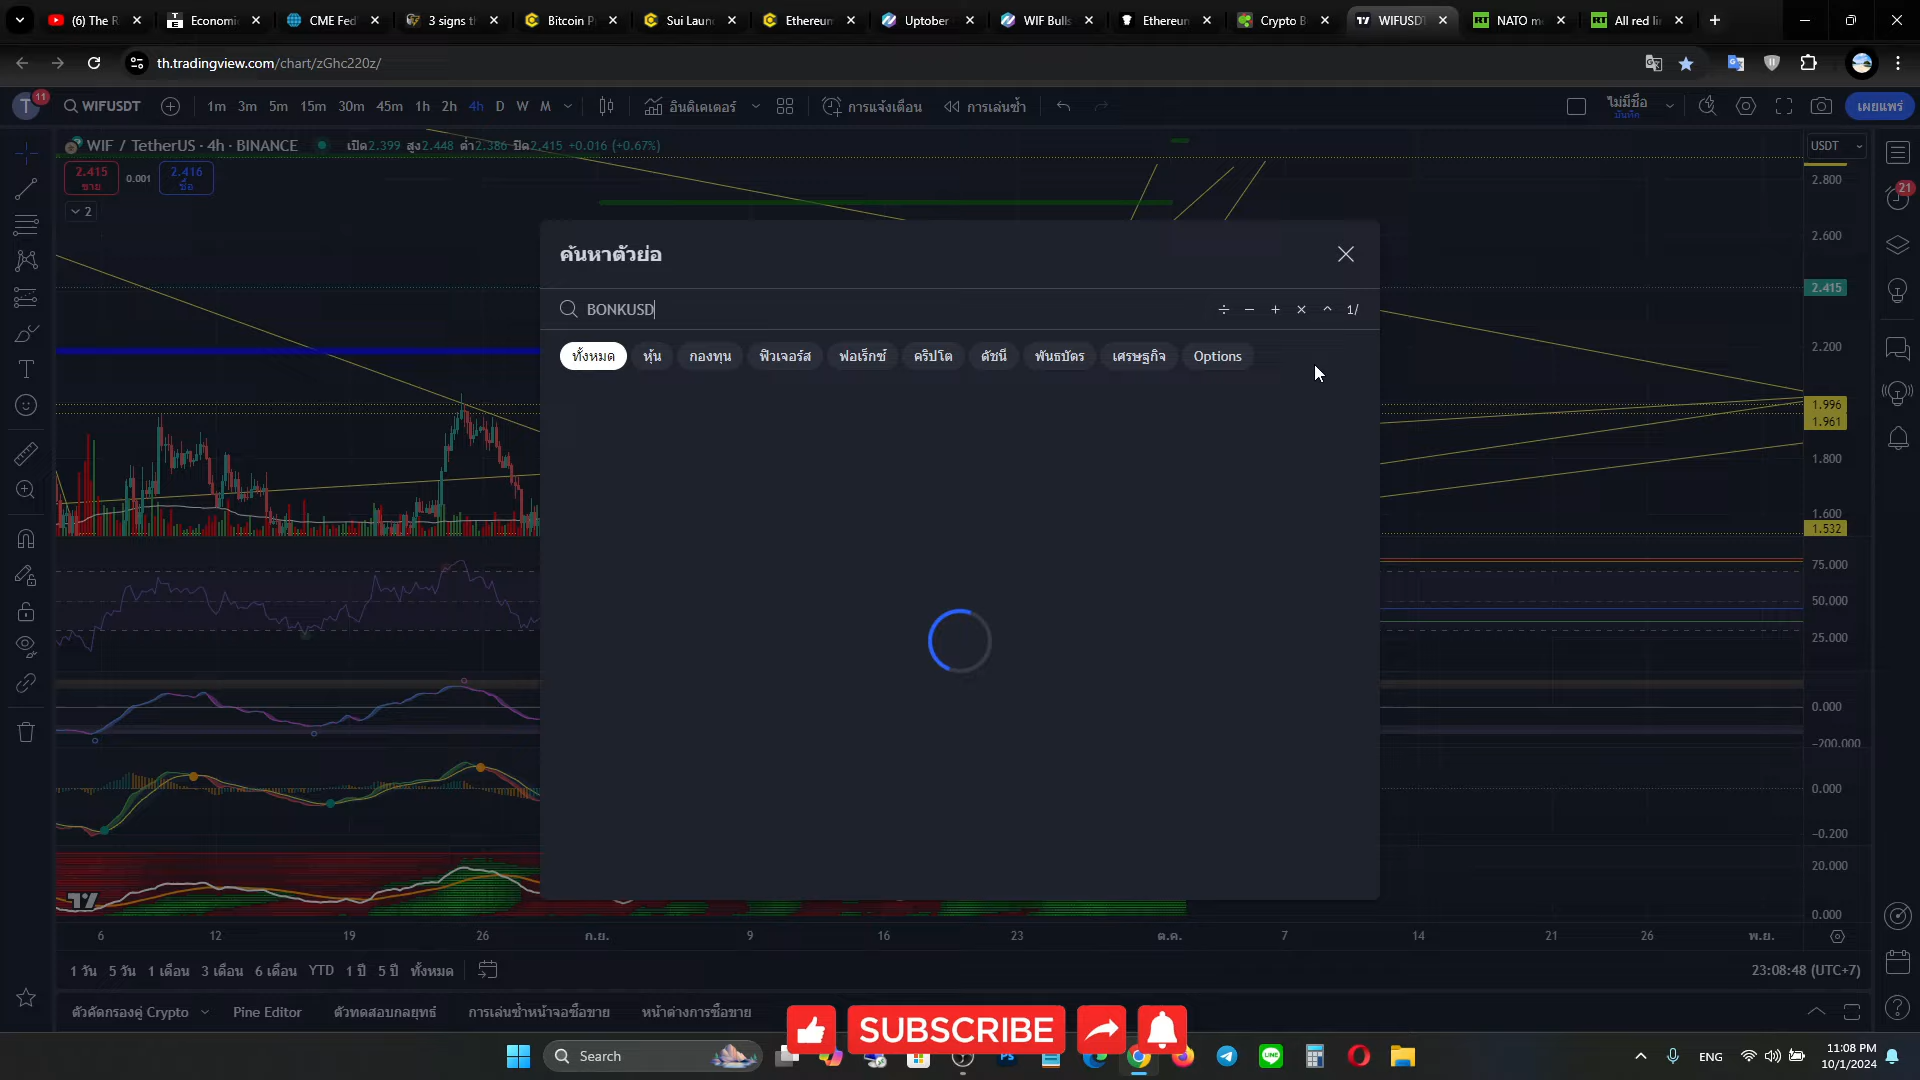 (6) The R
Economi
CME Fed
3 signs t
Bitcoin P
Sui Laun
Ethereum
Uptober
WIF Bulls
Ethereum
Crypto B
WIFUSDT
NATO m
All red li
th.tradingview.com/chart/zGhc220z/
T
11
WIFUSDT
1m 3m 5m 15m 30m 45m 1h 2h 4h D W M
อินดิเคเตอร์
การแจ้งเตือน
การเล่นซ้ำ
ไม่มีชื่อ
บันทึก
เผยแพร่
WIF / TetherUS · 4h · BINANCE
เปิด2.399 สูง2.448 ต่ำ2.386 ปิด2.415 +0.016 (+0.67%)
USDT
2.415
ขาย
0.001
2.416
ซื้อ
2
21
ค้นหาตัวย่อ
BONKUSD
÷ − + × ^ 1/
ทั้งหมด หุ้น กองทุน ฟิวเจอร์ส ฟอเร็กซ์ คริปโต ดัชนี พันธบัตร เศรษฐกิจ Options
2.800
2.600
2.415
2.200
1.996
1.961
1.800
1.600
1.532
75.000
50.000
25.000
0.000
−200.000
0.000
−0.200
20.000
0.000
6 12 19 26 ก.ย. 9 16 23 ต.ค. 7 14 21 26 พ.ย.
1 วัน 5 วัน 1 เดือน 3 เดือน 6 เดือน YTD 1 ปี 5 ปี ทั้งหมด
23:08:48 (UTC+7)
ตัวคัดกรองคู่ Crypto
Pine Editor
ตัวทดสอบกลยุทธ์
การเล่นซ้ำหน้าจอซื้อขาย
หน้าต่างการซื้อขาย
SUBSCRIBE
Search
Ps
LINE
ENG
11:08 PM
10/1/2024